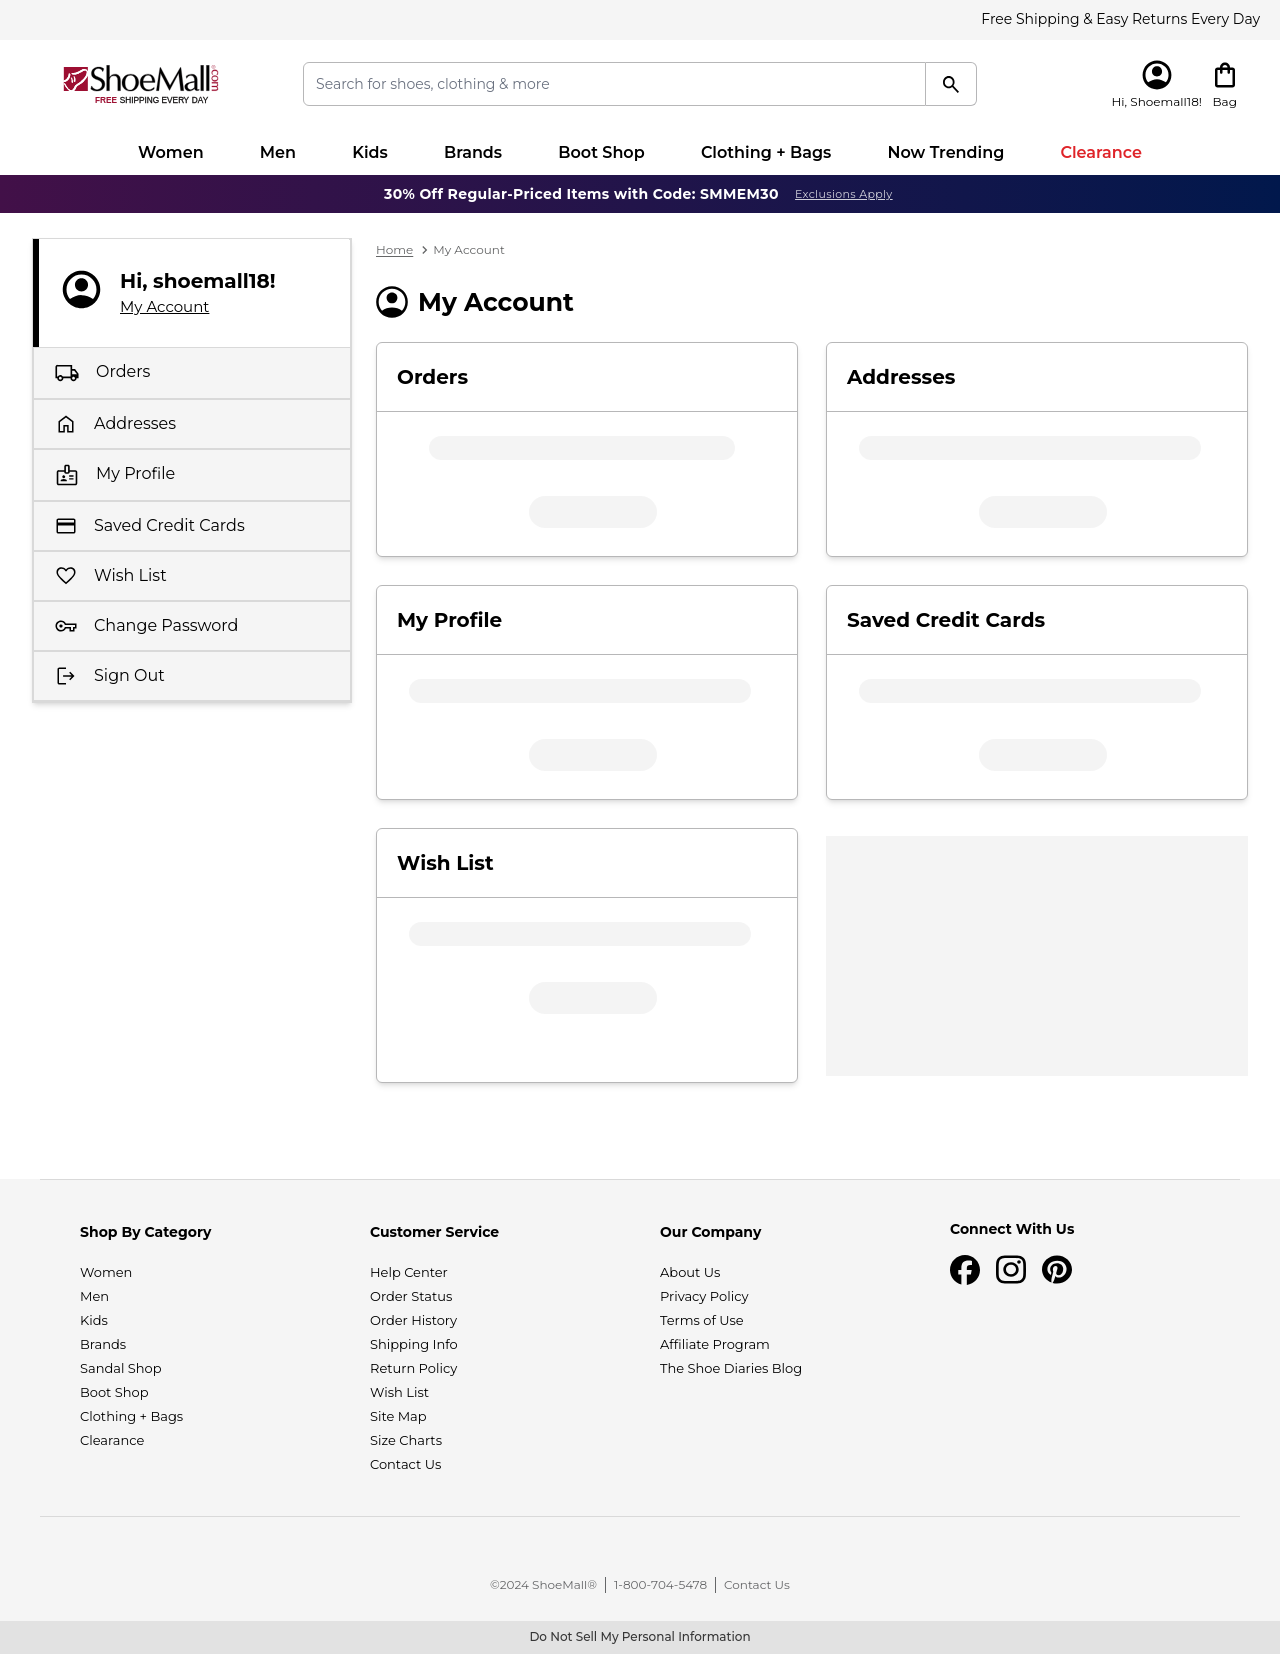 Free Shipping & Easy Returns Every Day
ShoeMall.com
FREE SHIPPING EVERY DAY
Search for shoes, clothing & more
Hi, Shoemall18!
Bag
Women
Men
Kids
Brands
Boot Shop
Clothing + Bags
Now Trending
Clearance
30% Off Regular-Priced Items with Code: SMMEM30 Exclusions Apply
Hi, shoemall18!
My Account
Orders
Addresses
My Profile
Saved Credit Cards
Wish List
Change Password
Sign Out
Home > My Account
My Account
Orders
Addresses
My Profile
Saved Credit Cards
Wish List
Shop By Category
Women
Men
Kids
Brands
Sandal Shop
Boot Shop
Clothing + Bags
Clearance
Customer Service
Help Center
Order Status
Order History
Shipping Info
Return Policy
Wish List
Site Map
Size Charts
Contact Us
Our Company
About Us
Privacy Policy
Terms of Use
Affiliate Program
The Shoe Diaries Blog
Connect With Us
©2024 ShoeMall® | 1-800-704-5478 | Contact Us
Do Not Sell My Personal Information